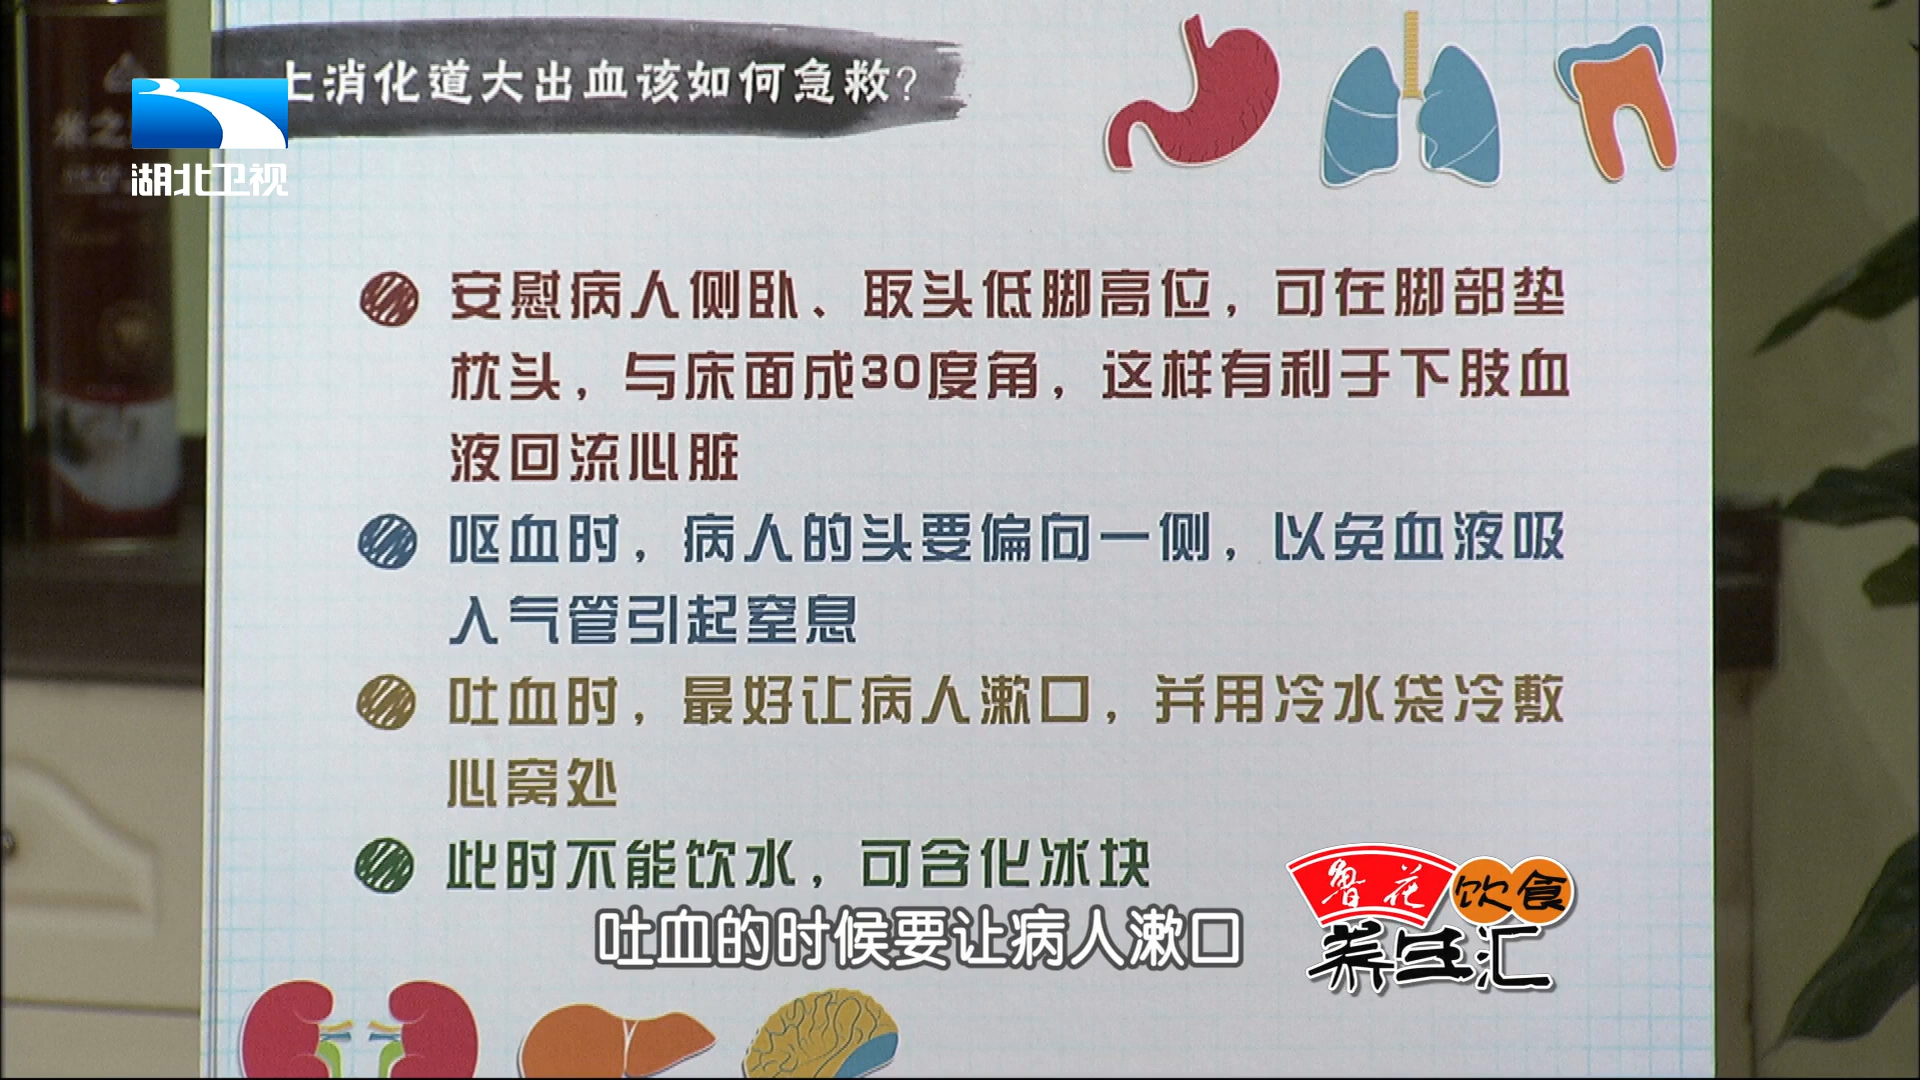 上消化道大出血该如何急救?
湖北卫视
安慰病人侧卧、取头低脚高位，可在脚部垫
枕头，与床面成30度角，这样有利于下肢血
液回流心脏
呕血时，病人的头要偏向一侧，以免血液吸
入气管引起窒息
吐血时，最好让病人漱口，并用冷水袋冷敷
心窝处
此时不能饮水，可含化冰块
鲁花 饮食
养生汇
吐血的时候要让病人漱口